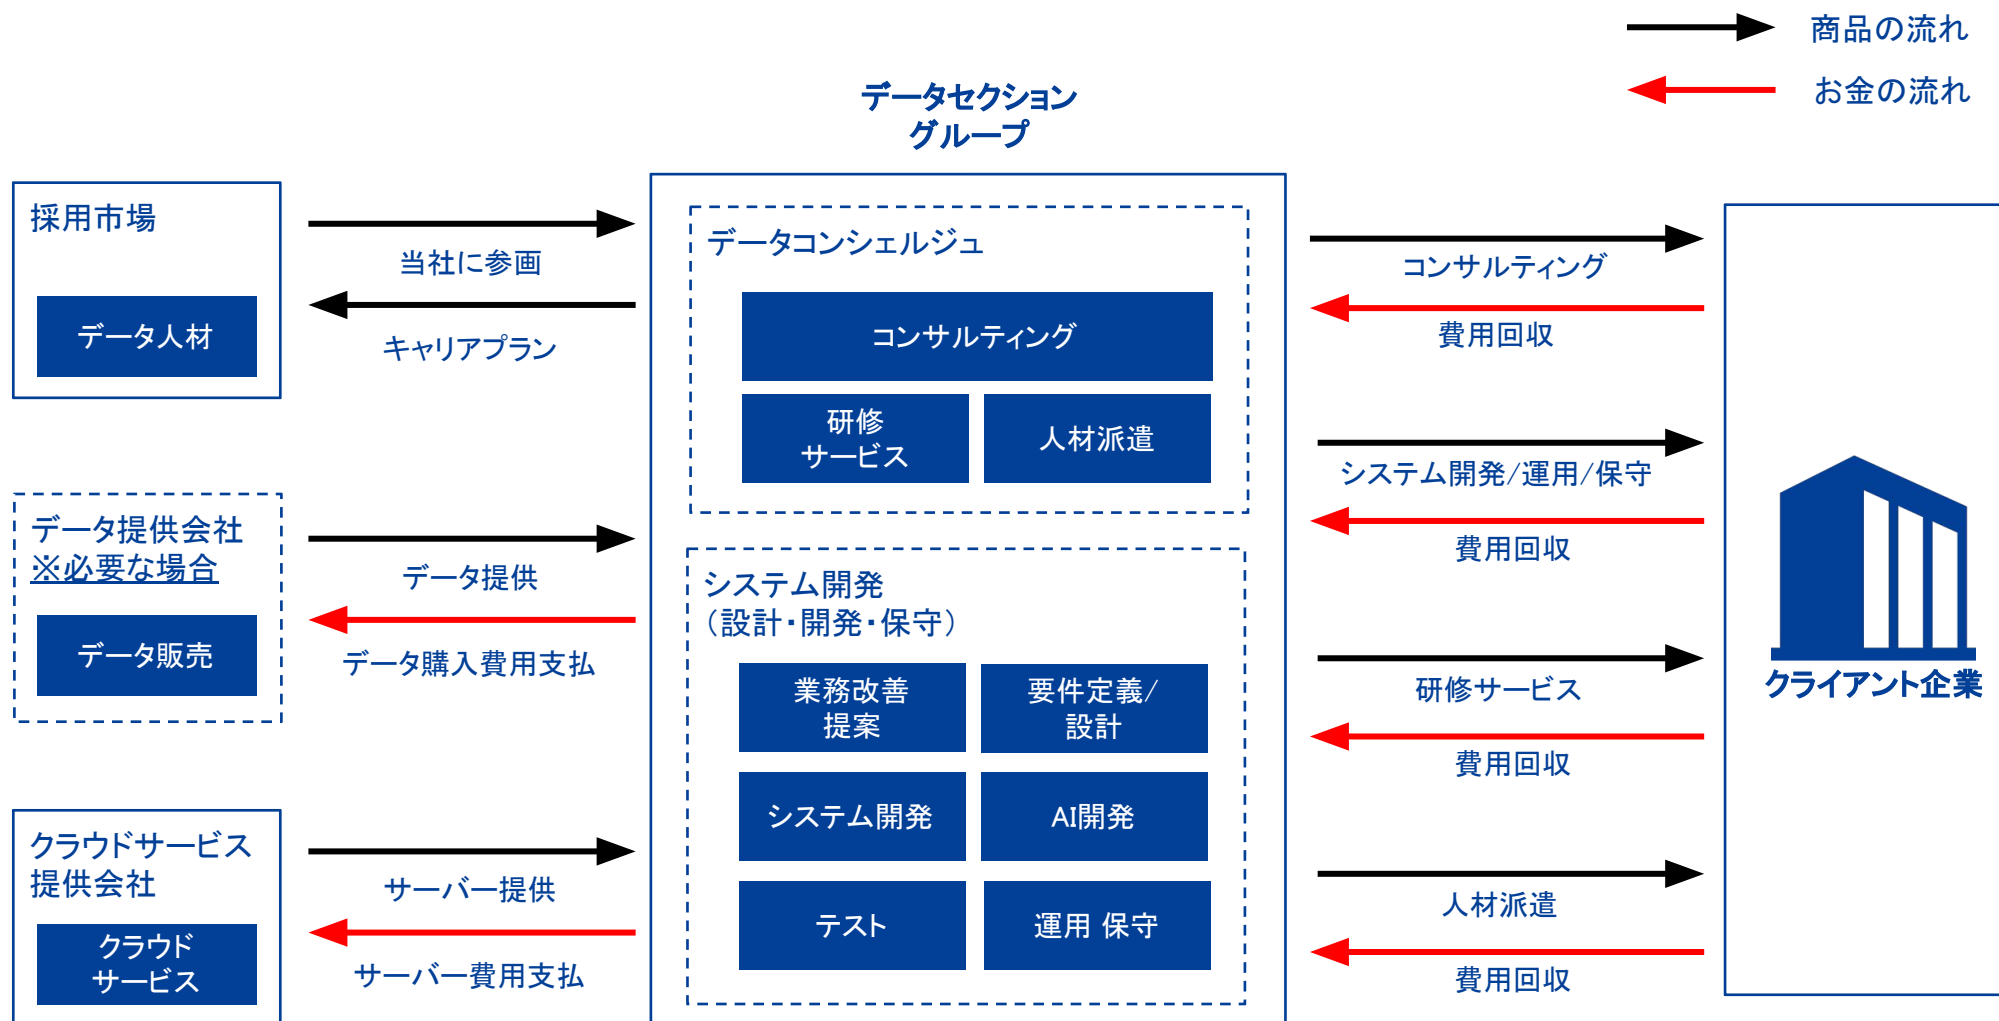 商品の流れ
お金の流れ
データセクション
グループ
採用市場
データ人材
当社に参画
キャリアプラン
データ提供会社
※必要な場合
データ販売
データ提供
データ購入費用支払
クラウドサービス
提供会社
クラウド
サービス
サーバー提供
サーバー費用支払
データコンシェルジュ
コンサルティング
研修
サービス
人材派遣
システム開発
（設計・開発・保守）
業務改善
提案
要件定義/
設計
システム開発
AI開発
テスト
運用 保守
コンサルティング
費用回収
システム開発/運用/保守
費用回収
研修サービス
費用回収
人材派遣
費用回収
クライアント企業